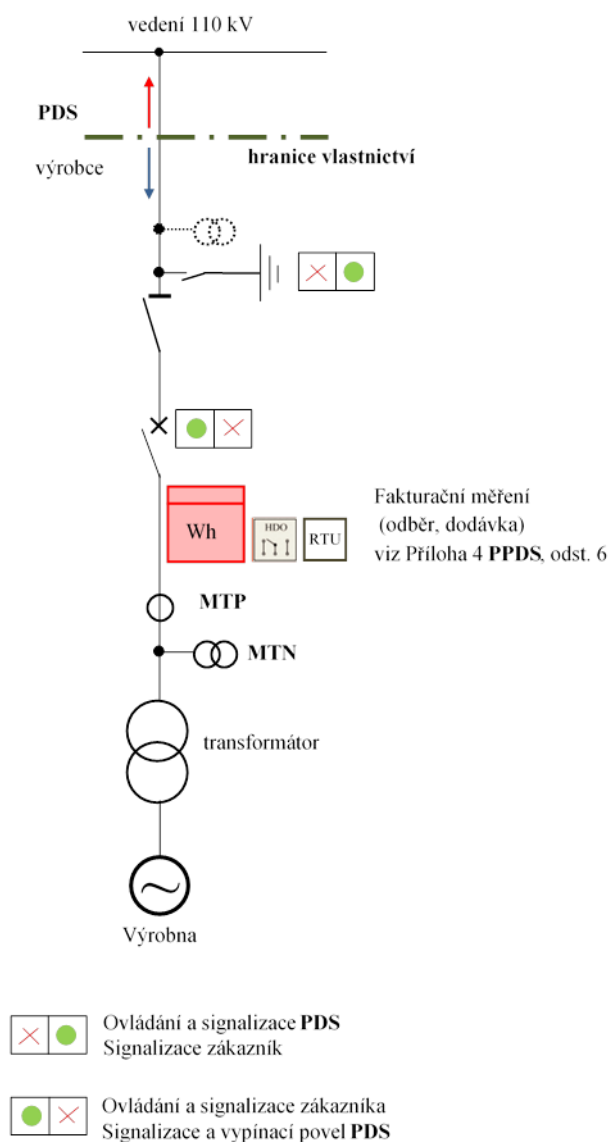 vedení 110 kV
PDS
hranice vlastnictví
výrobce
Wh
HDO
RTU
Fakturační měření
(odběr, dodávka)
viz Příloha 4 PPDS, odst. 6
MTP
MTN
transformátor
Výrobna
Ovládání a signalizace PDS
Signalizace zákazník
Ovládání a signalizace zákazníka
Signalizace a vypínací povel PDS